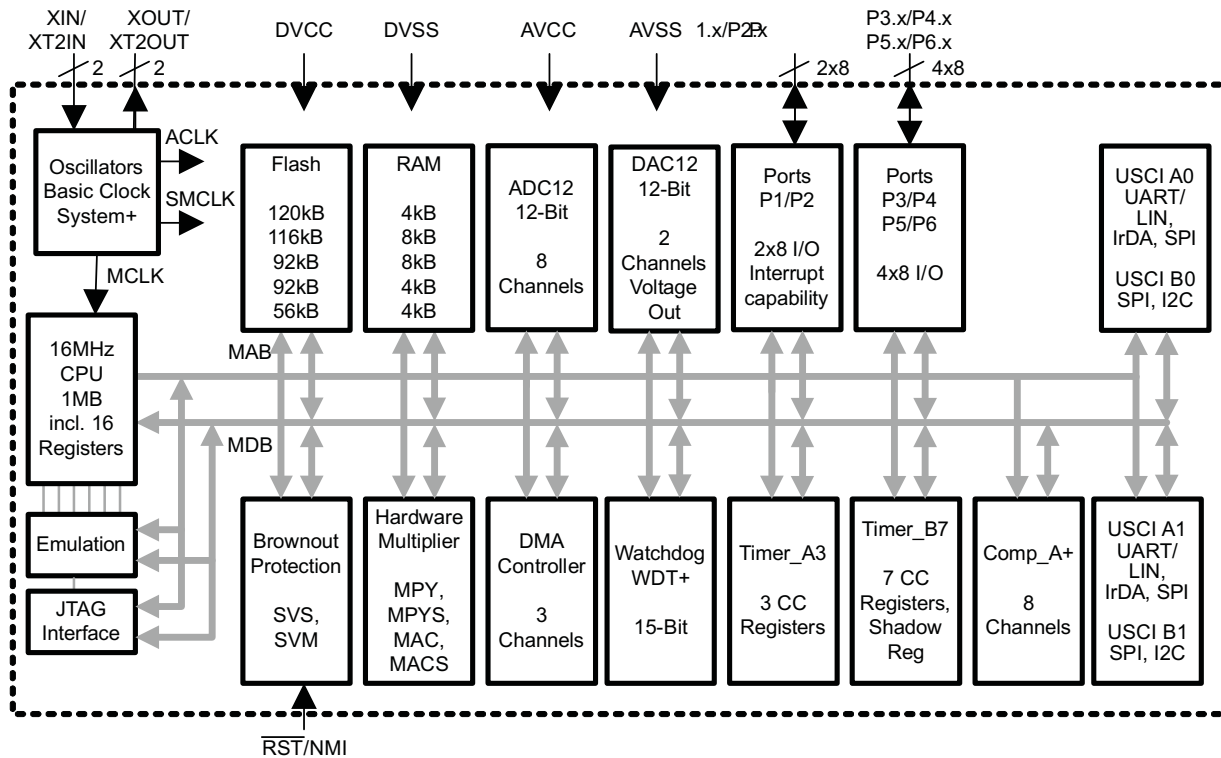 XIN/
XT2IN
XOUT/
XT2OUT
DVCC
DVSS
AVCC
AVSS
1.x/P2.x
P3.x/P4.x
P5.x/P6.x
2
2
2x8
4x8
Oscillators
Basic Clock
System+
ACLK
SMCLK
MCLK
Flash
120kB
116kB
92kB
92kB
56kB
RAM
4kB
8kB
8kB
4kB
4kB
ADC12
12-Bit
8
Channels
DAC12
12-Bit
2
Channels
Voltage
Out
Ports
P1/P2
2x8 I/O
Interrupt
capability
Ports
P3/P4
P5/P6
4x8 I/O
USCI A0
UART/
LIN,
IrDA, SPI
USCI B0
SPI, I2C
16MHz
CPU
1MB
incl. 16
Registers
MAB
MDB
Emulation
JTAG
Interface
Brownout
Protection
SVS,
SVM
Hardware
Multiplier
MPY,
MPYS,
MAC,
MACS
DMA
Controller
3
Channels
Watchdog
WDT+
15-Bit
Timer_A3
3 CC
Registers
Timer_B7
7 CC
Registers,
Shadow
Reg
Comp_A+
8
Channels
USCI A1
UART/
LIN,
IrDA, SPI
USCI B1
SPI, I2C
RST/NMI